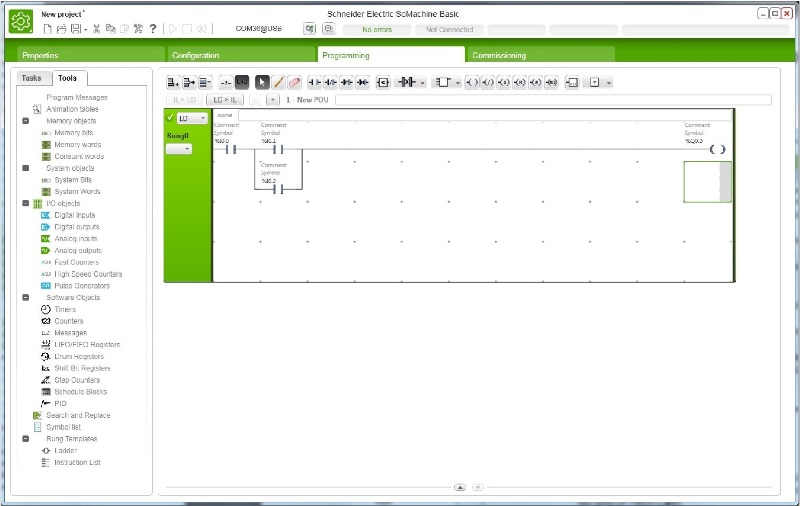 New project*
Schneider Electric SoMachine Basic
COM36@USB
No errors
Not Connected
Properties
Configuration
Programming
Commissioning
Tasks
Tools
Program Messages
Animation tables
Memory objects
Memory bits
Memory words
Constant words
System objects
System Bits
System Words
I/O objects
Digital inputs
Digital outputs
Analog inputs
Analog outputs
Fast Counters
High Speed Counters
Pulse Generators
Software Objects
Timers
Counters
Messages
LIFO/FIFO Registers
Drum Registers
Shift Bit Registers
Step Counters
Schedule Blocks
PID
Search and Replace
Symbol list
Rung Templates
Ladder
Instruction List
IL > LD
LD > IL
1 - New POU
LD
name
Rung0
Comment
Symbol
%I0.0
Comment
Symbol
%I0.1
Comment
Symbol
%Q0.0
Comment
Symbol
%I0.2